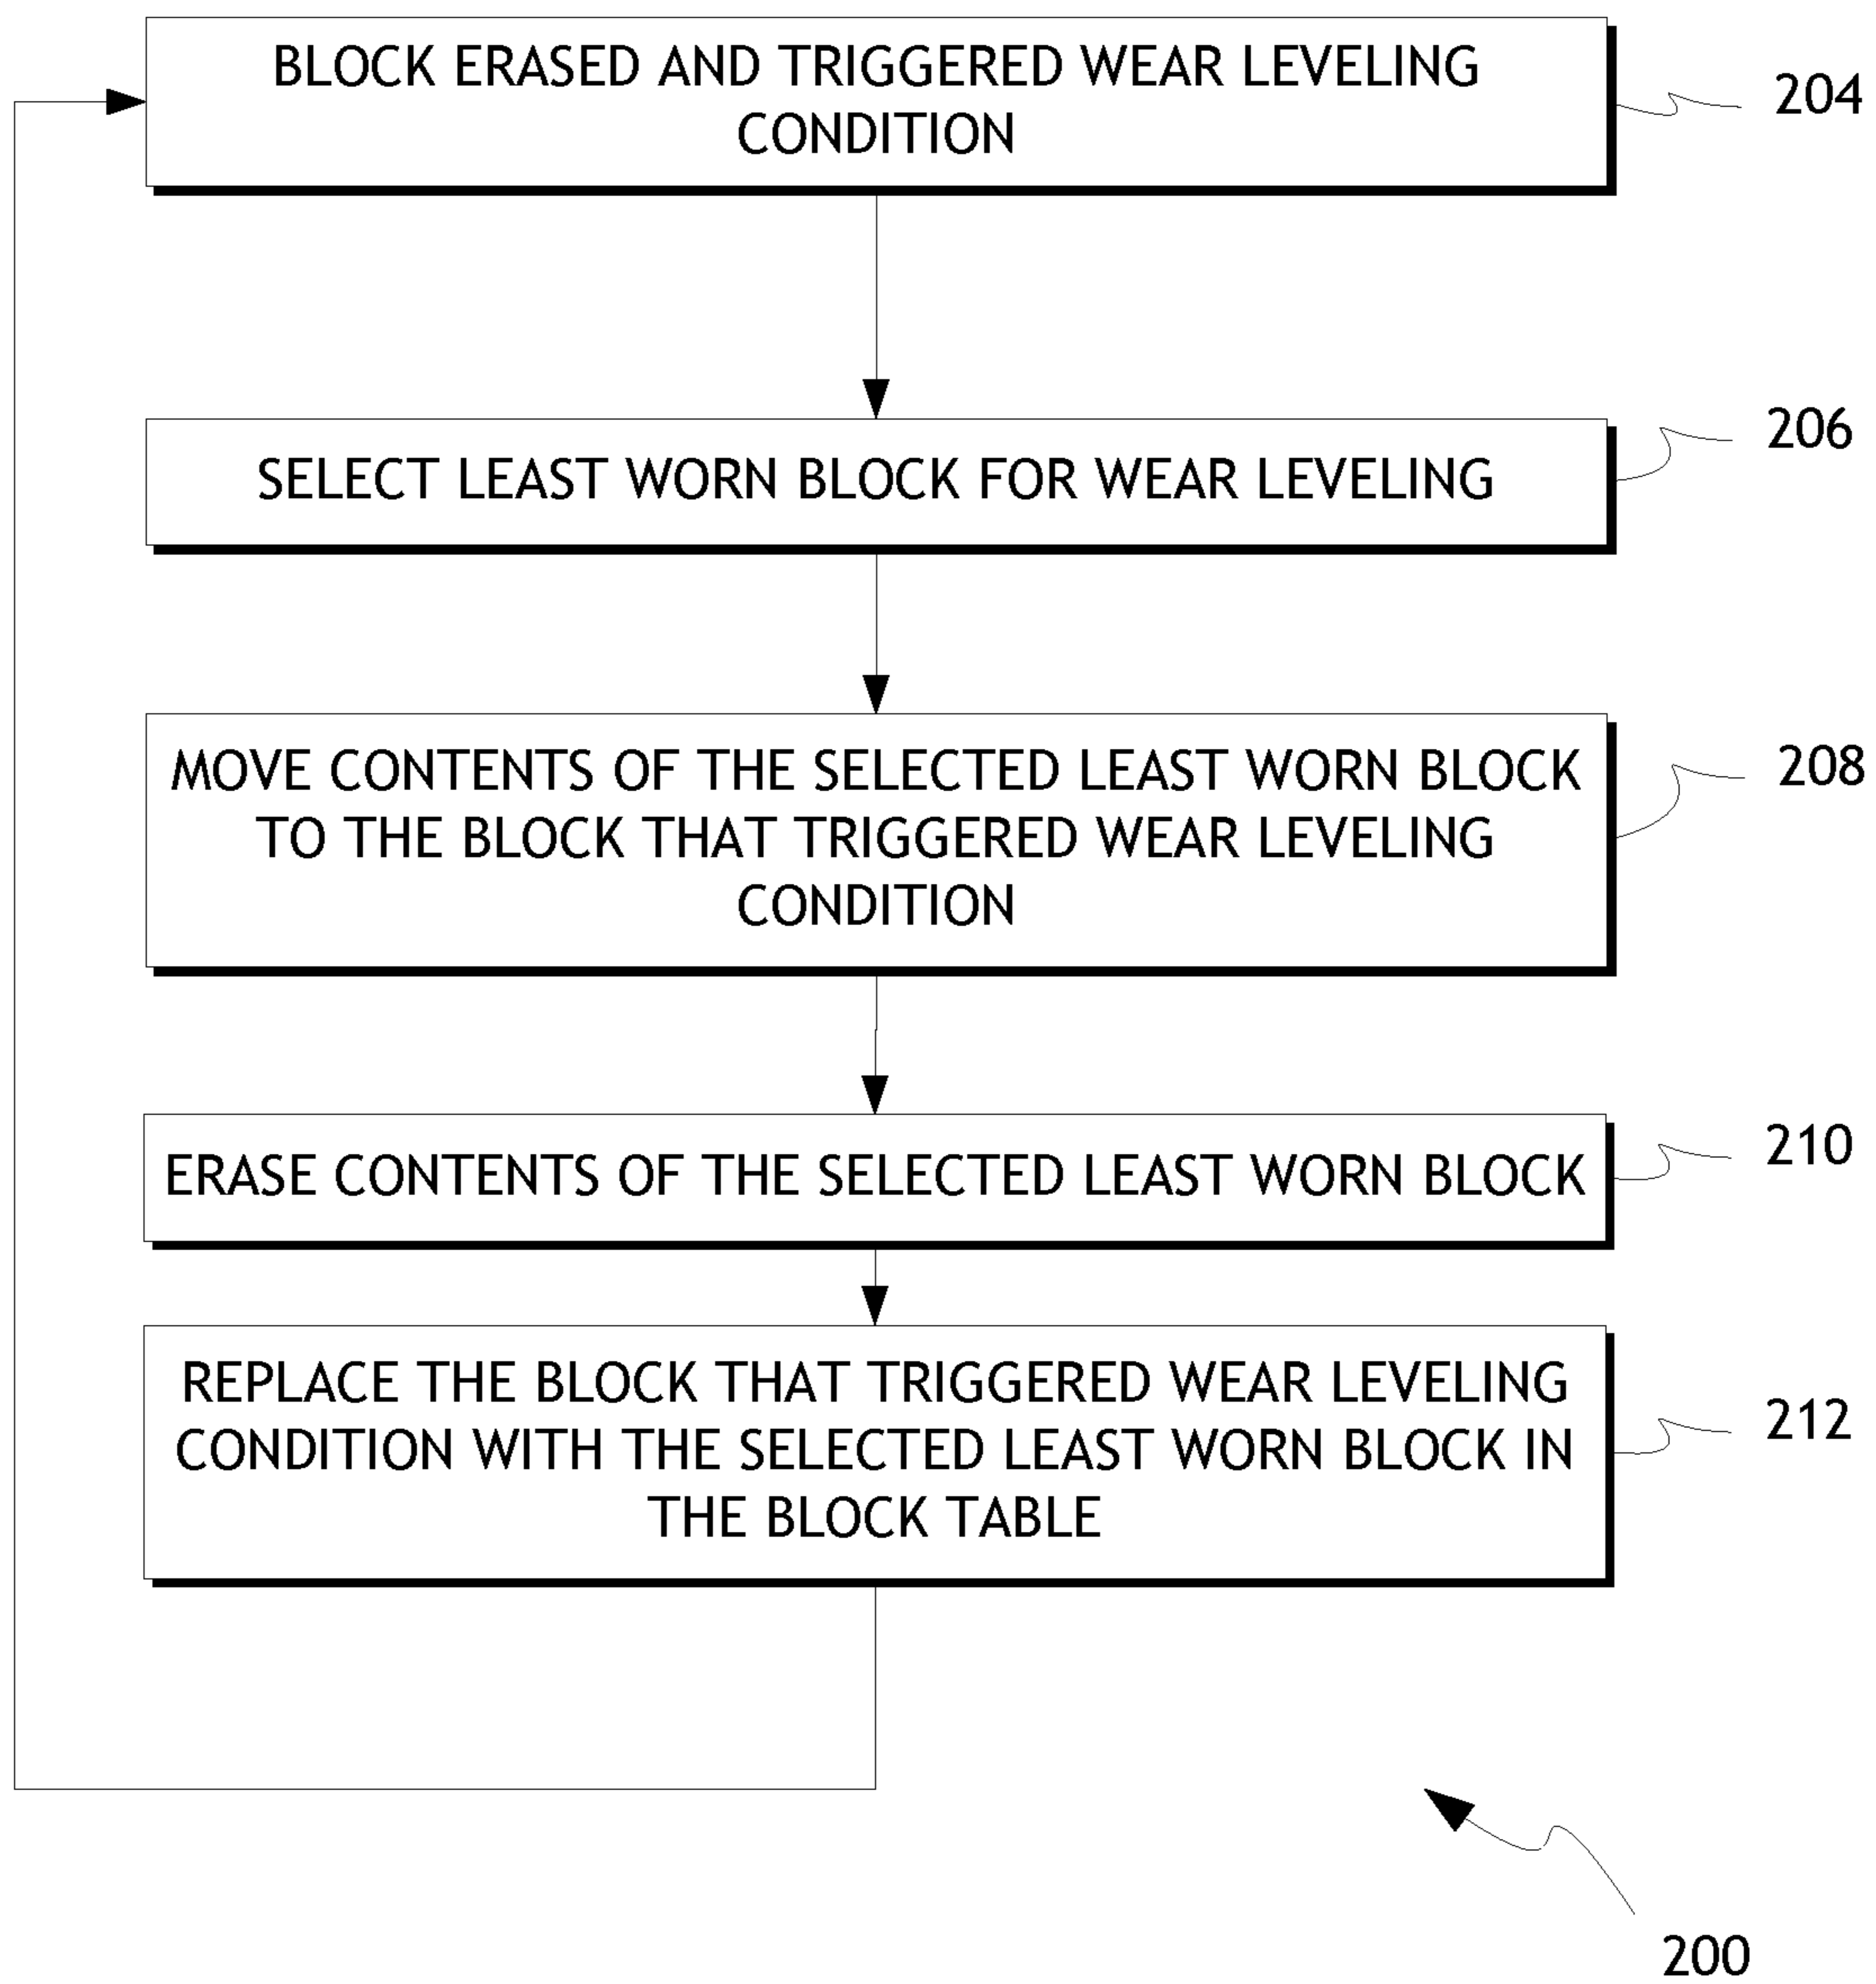 BLOCK ERASED AND TRIGGERED WEAR LEVELING
CONDITION
204
SELECT LEAST WORN BLOCK FOR WEAR LEVELING
206
MOVE CONTENTS OF THE SELECTED LEAST WORN BLOCK
TO THE BLOCK THAT TRIGGERED WEAR LEVELING
CONDITION
208
ERASE CONTENTS OF THE SELECTED LEAST WORN BLOCK
210
REPLACE THE BLOCK THAT TRIGGERED WEAR LEVELING
CONDITION WITH THE SELECTED LEAST WORN BLOCK IN
THE BLOCK TABLE
212
200